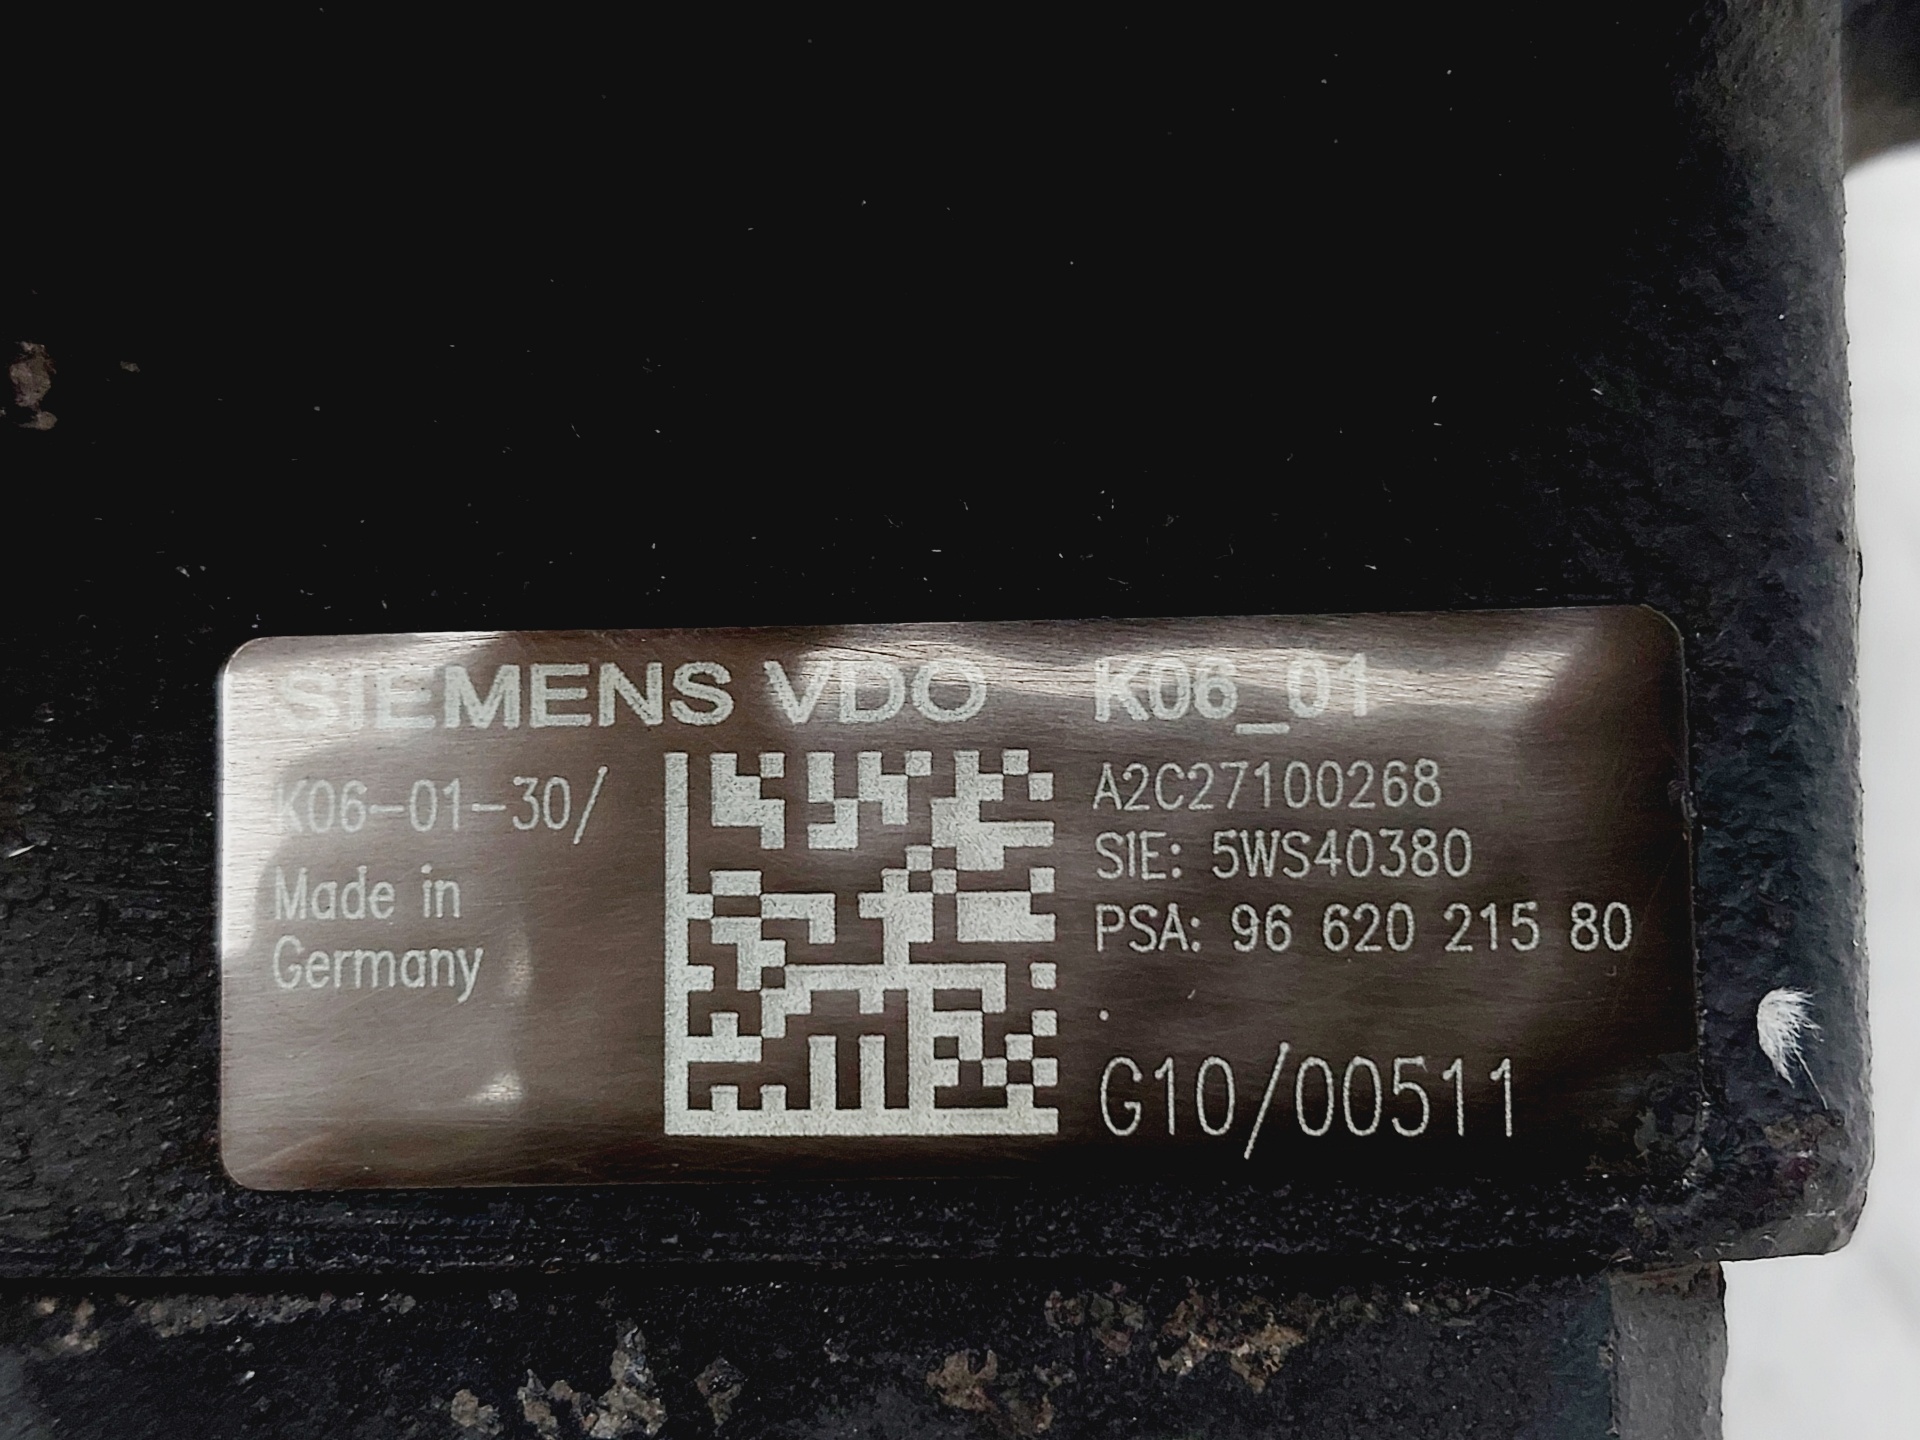 SIEMENS VDO K06_01
K06-01-30/
Made in
Germany
A2C27100268
SIE: 5WS40380
PSA: 96 620 215 80
.
G10/00511